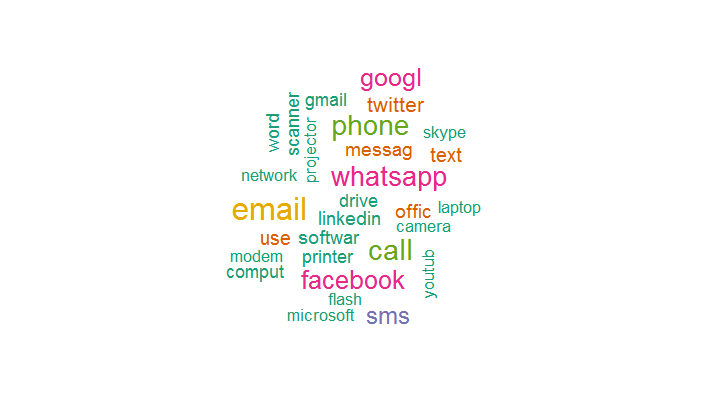 googl
gmail
twitter
word
scanner
projector
phone
skype
messag
text
network
whatsapp
drive
email
linkedin
offic
laptop
camera
use
softwar
call
modem
printer
comput
facebook
youtub
flash
microsoft
sms